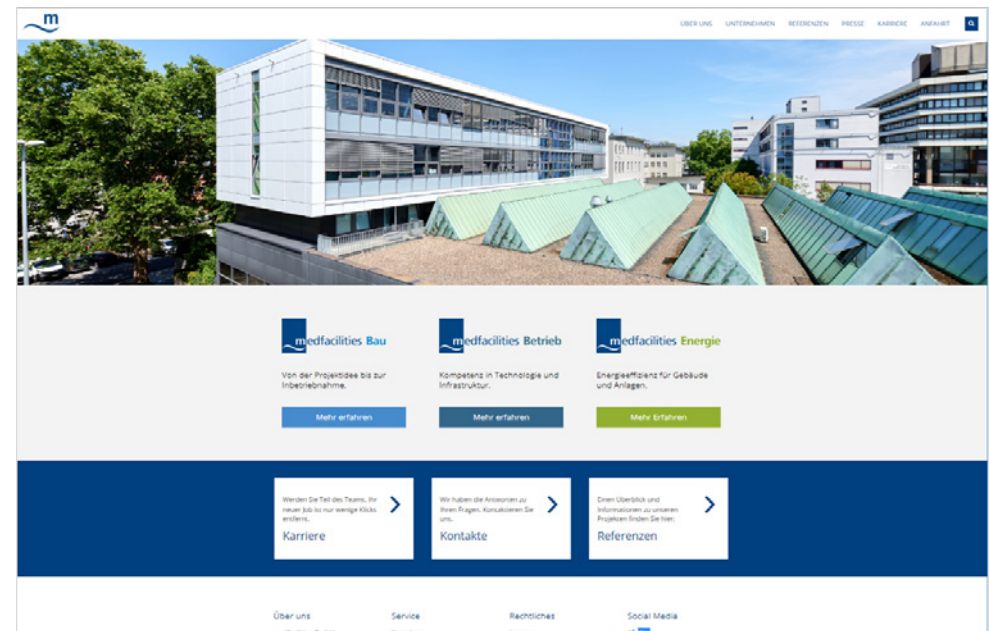 m
ÜBER UNS UNTERNEHMEN REFERENZEN PRESSE KARRIERE ANFAHRT
medfacilities Bau
medfacilities Betrieb
medfacilities Energie
Von der Projektidee bis zur
Inbetriebnahme.
Kompetenz in Technologie und
Infrastruktur.
Energieeffizienz für Gebäude
und Anlagen.
Mehr erfahren
Mehr erfahren
Mehr Erfahren
Werden Sie Teil des Teams. Ihr
neuer Job ist nur wenige Klicks
entfernt.
Karriere
Wir haben die Antworten zu
Ihren Fragen. Kontaktieren Sie
uns.
Kontakte
Einen Überblick und
Informationen zu unseren
Projekten finden Sie hier.
Referenzen
Über uns Service Rechtliches Social Media